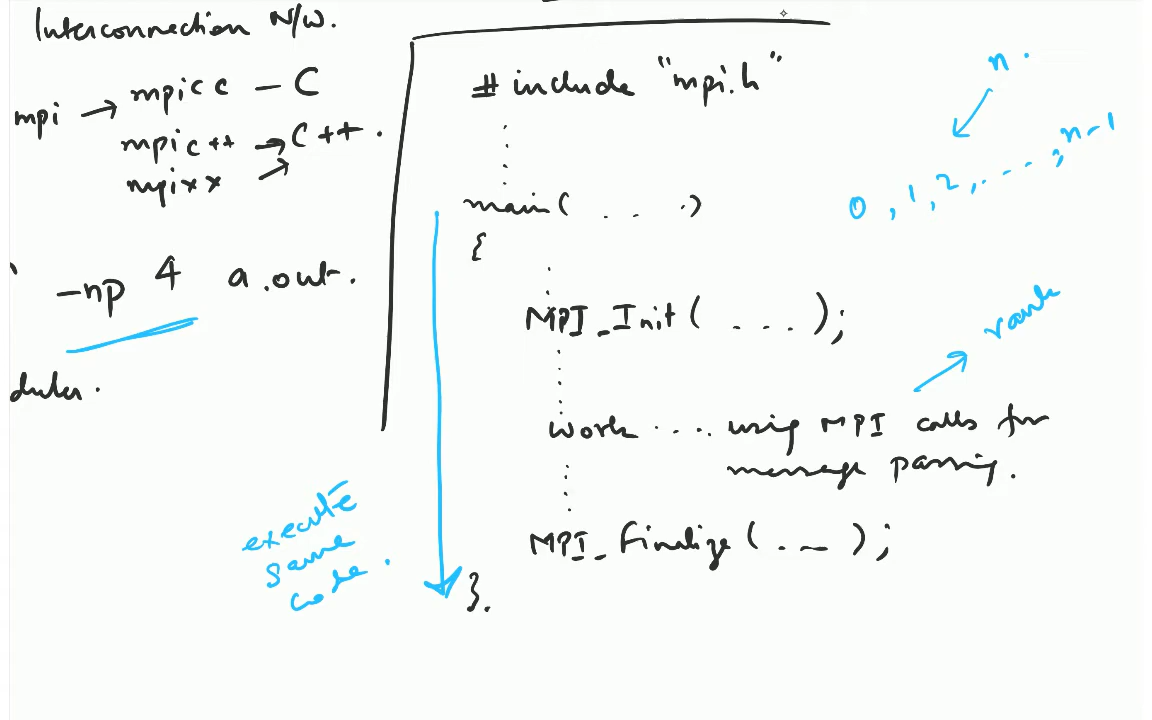 Interconnection N/W.
mpi → mpicc – C
mpic++ → C++.
mpixx →
-np 4 a.out.
# include "mpi.h"
main( . . . )
{
MPI_Init( . . . . );
work . . . . using MPI calls for
message passing.
MPI_Finalize( . __ );
}.
n.
0, 1, 2, . . . . ., n-1
rank
execute
same
code.